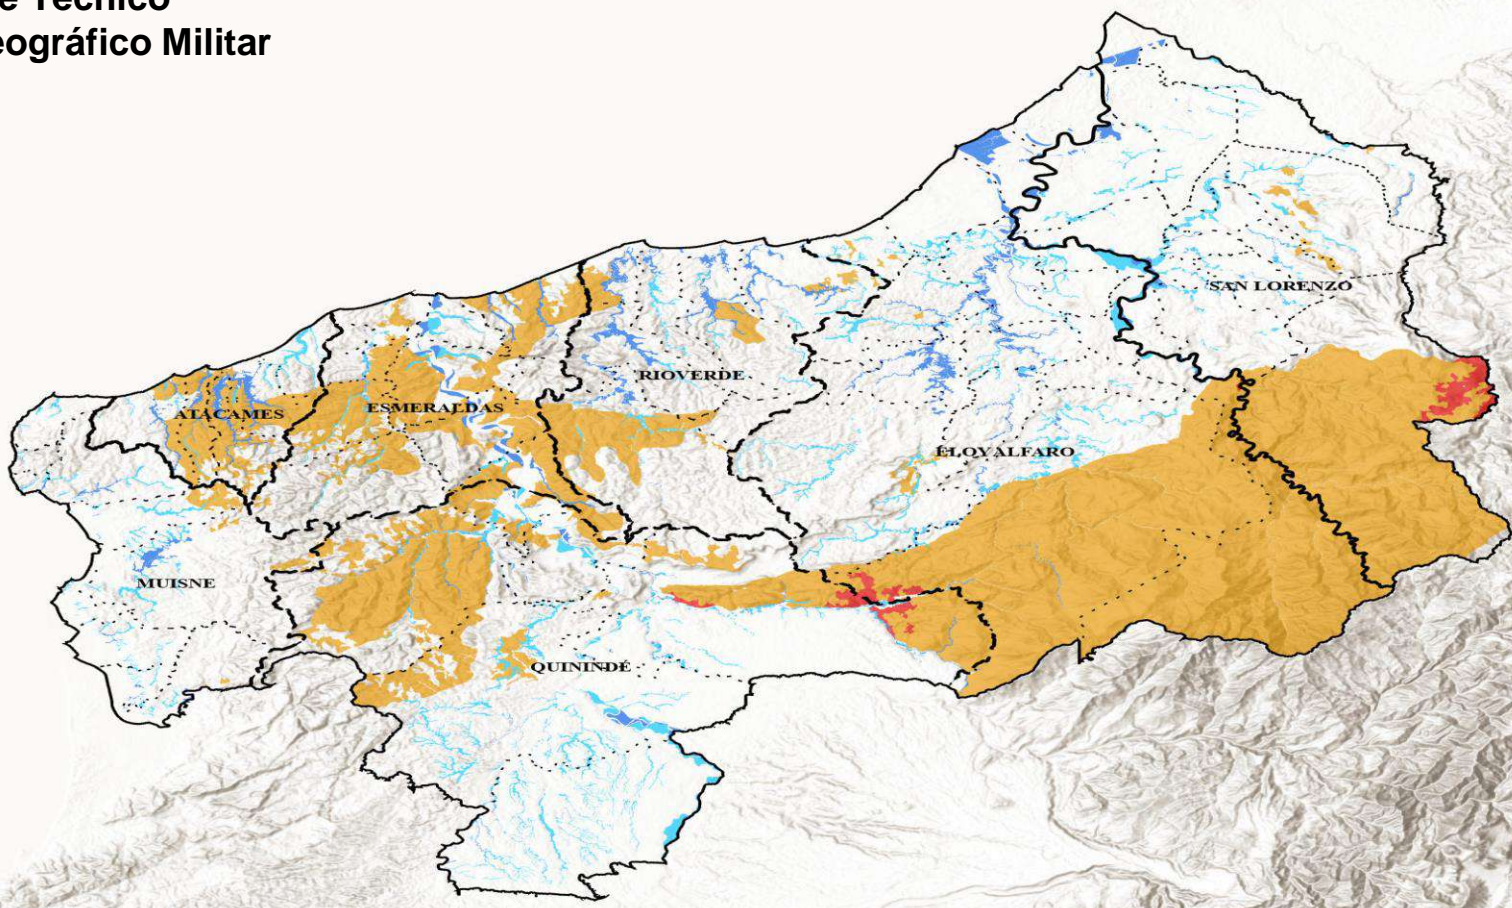 e Técnico
eográfico Militar
SAN LORENZO
RIOVERDE
ATACAMES
ESMERALDAS
ELOY ALFARO
MUISNE
QUININDÉ